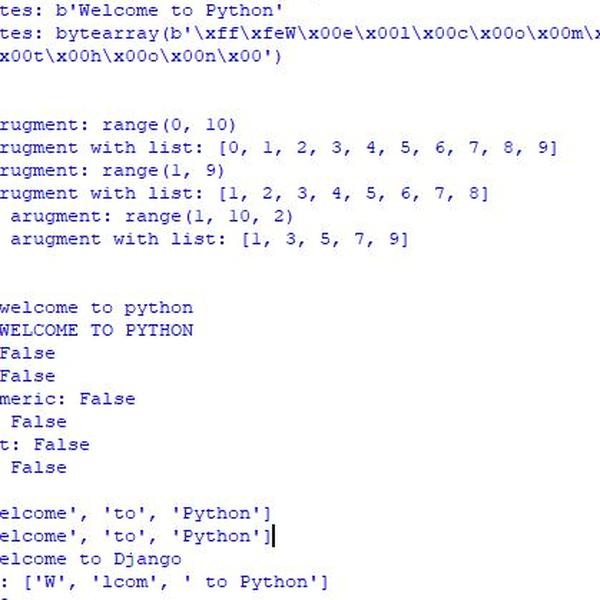 tes: b'Welcome to Python'
tes: bytearray(b'\xff\xfeW\x00e\x00l\x00c\x00o\x00m\x
x00t\x00h\x00o\x00n\x00')
rugment: range(0, 10)
rugment with list: [0, 1, 2, 3, 4, 5, 6, 7, 8, 9]
rugment: range(1, 9)
rugment with list: [1, 2, 3, 4, 5, 6, 7, 8]
arugment: range(1, 10, 2)
arugment with list: [1, 3, 5, 7, 9]
welcome to python
WELCOME TO PYTHON
False
False
meric: False
False
t: False
False
elcome', 'to', 'Python']
elcome', 'to', 'Python']
elcome to Django
: ['W', 'lcom', ' to Python']